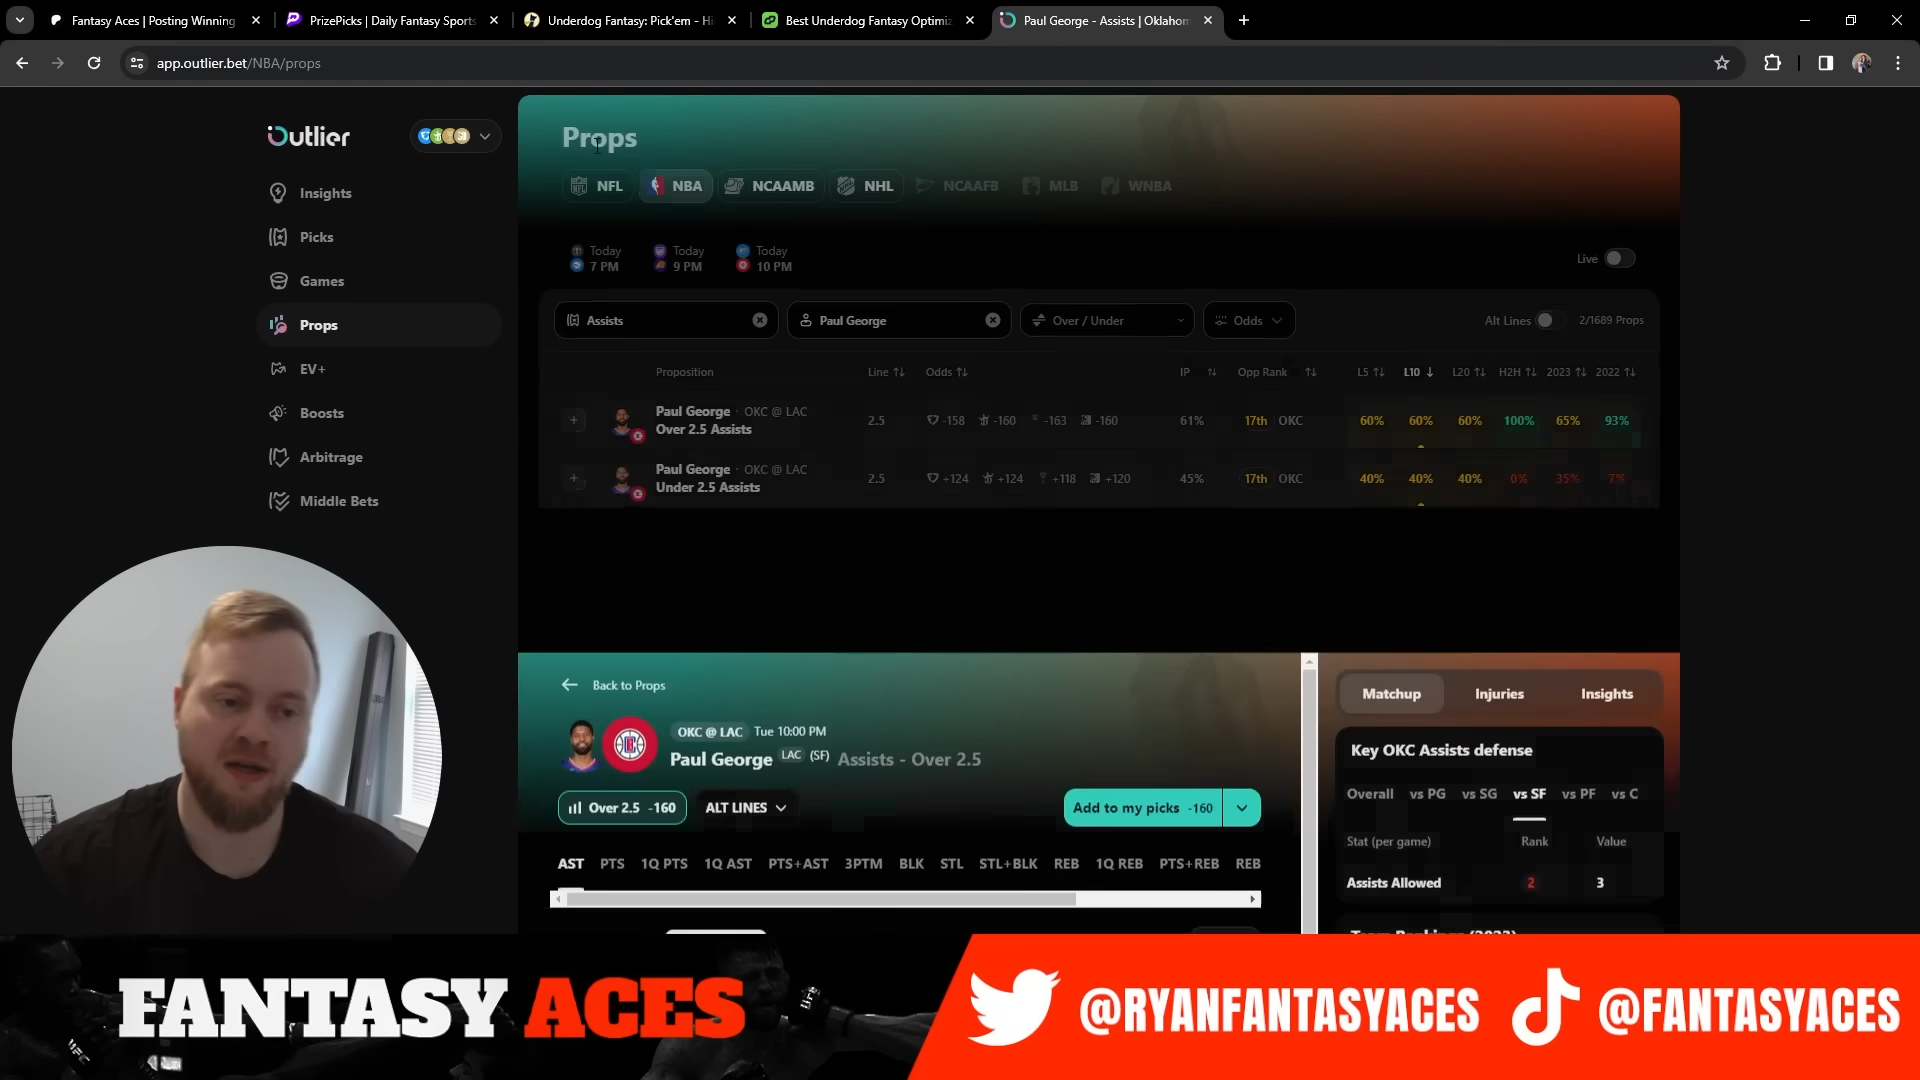 Fantasy Aces | Posting Winning
PrizePicks | Daily Fantasy Sports
Underdog Fantasy: Pick'em - Hi
Best Underdog Fantasy Optimiz
Paul George - Assists | Oklahom
app.outlier.bet/NBA/props
Outlier
Insights
Picks
Games
Props
EV+
Boosts
Arbitrage
Middle Bets
Props
NFL NBA NCAAMB NHL NCAAFB MLB WNBA
Today Today Today
7 PM 9 PM 10 PM
Live
Assists Paul George Over / Under Odds Alt Lines 2/1689 Props
Proposition Line Odds IP Opp Rank L5 L10 L20 H2H 2023 2022
Paul George · OKC @ LAC
Over 2.5 Assists 2.5 -158 -160 -163 -160 61% 17th OKC 60% 60% 60% 100% 65% 93%
Paul George · OKC @ LAC
Under 2.5 Assists 2.5 +124 +124 +118 +120 45% 17th OKC 40% 40% 40% 0% 35% 7%
Back to Props
OKC @ LAC Tue 10:00 PM
Paul George LAC (SF) Assists - Over 2.5
Over 2.5 -160 ALT LINES
Add to my picks -160
AST PTS 1Q PTS 1Q AST PTS+AST 3PTM BLK STL STL+BLK REB 1Q REB PTS+REB REB
Matchup Injuries Insights
Key OKC Assists defense
Overall vs PG vs SG vs SF vs PF vs C
Stat (per game) Rank Value
Assists Allowed 2 3
Team Rankings (2023)
FANTASY ACES
@RYANFANTASYACES
@FANTASYACES
UFC